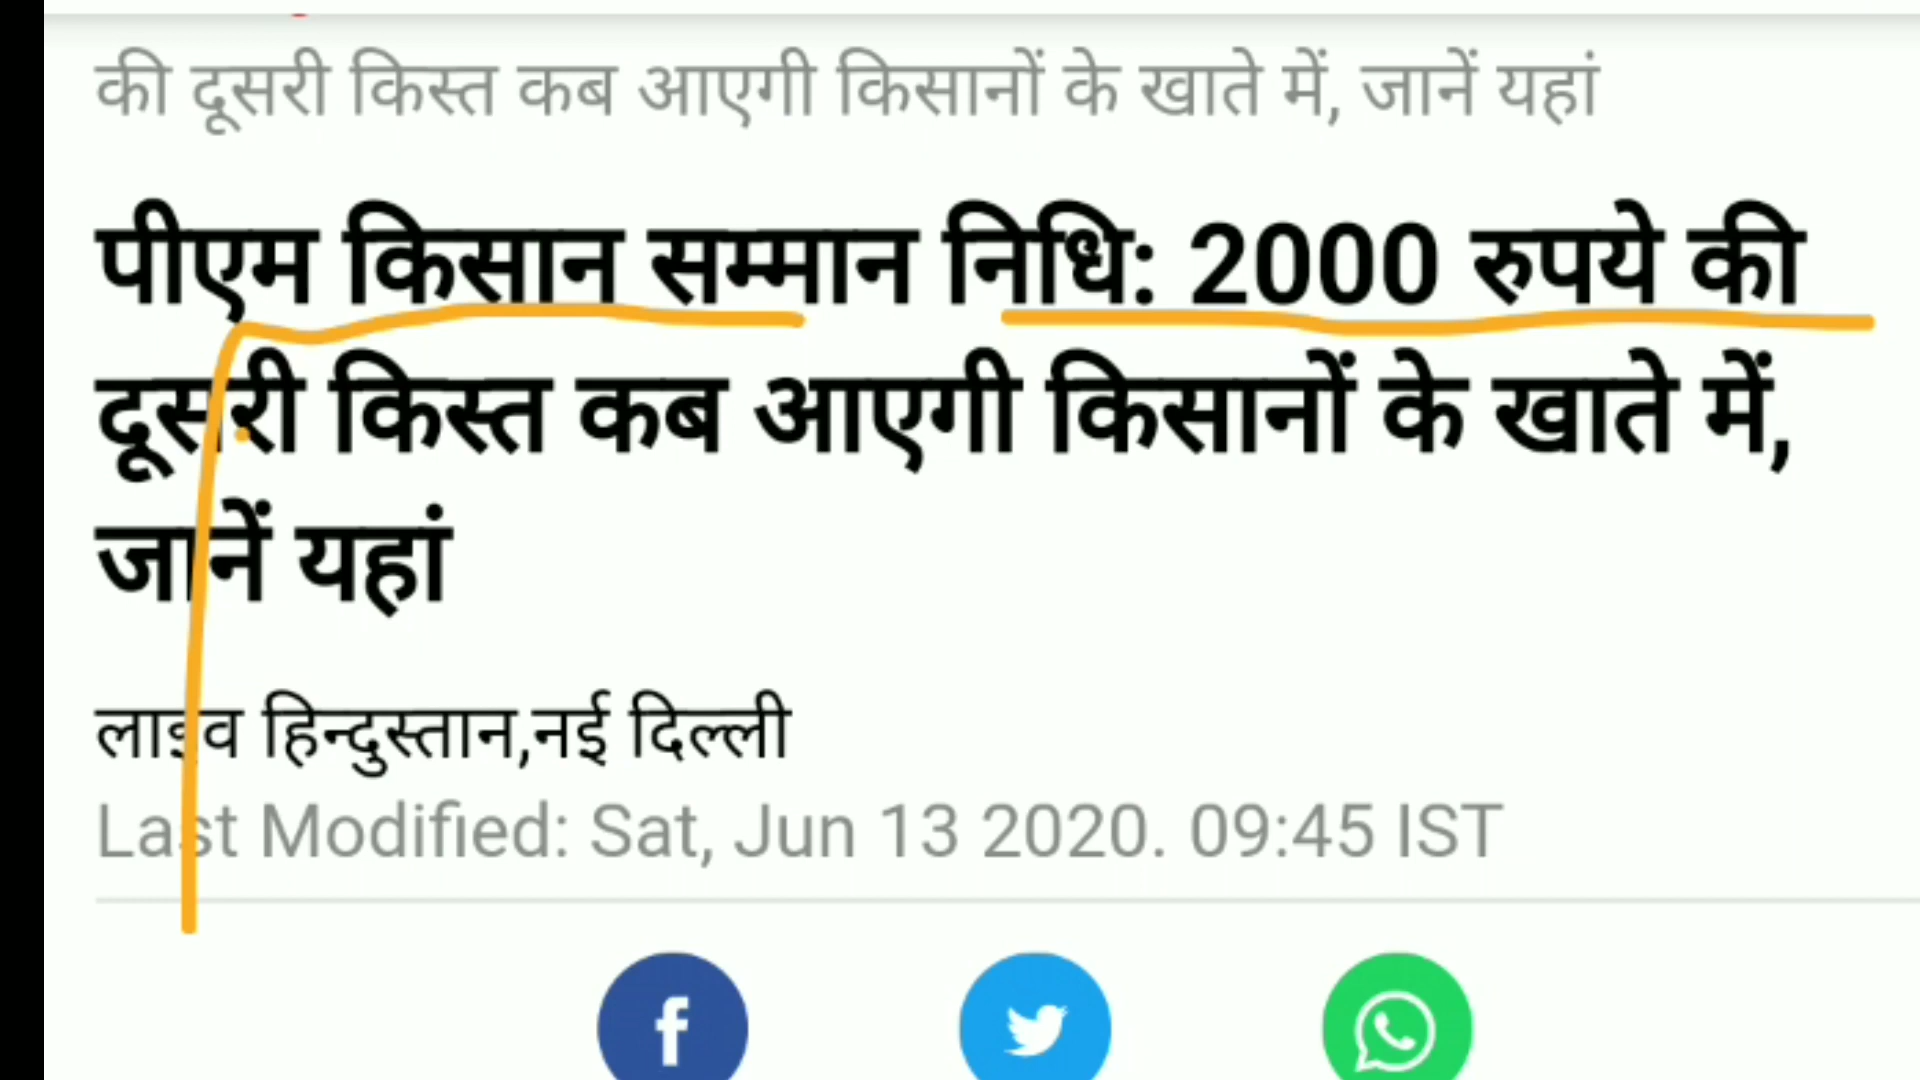 की दूसरी किस्त कब आएगी किसानों के खाते में, जानें यहां
पीएम किसान सम्मान निधि: 2000 रुपये की
दूसरी किस्त कब आएगी किसानों के खाते में,
जानें यहां
लाइव हिन्दुस्तान,नई दिल्ली
Last Modified: Sat, Jun 13 2020. 09:45 IST